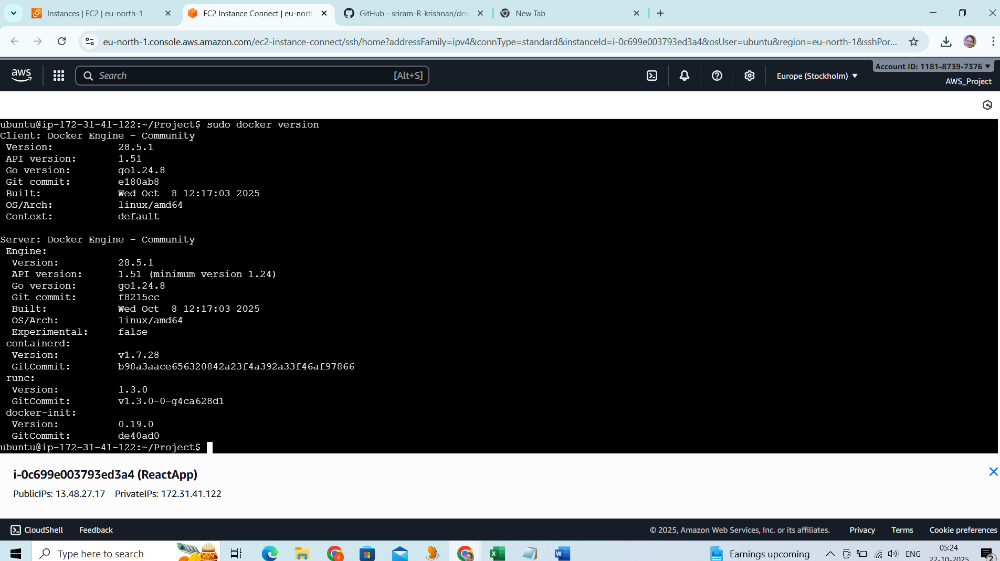 Instances | EC2 | eu-north-1
EC2 Instance Connect | eu-north
GitHub - sriram-R-krishnan/dev
New Tab
eu-north-1.console.aws.amazon.com/ec2-instance-connect/ssh/home?addressFamily=ipv4&connType=standard&instanceId=i-0c699e003793ed3a4&osUser=ubuntu&region=eu-north-1&sshPor...
aws
Search
[Alt+S]
Europe (Stockholm)
Account ID: 1181-8739-7376
AWS_Project
ubuntu@ip-172-31-41-122:~/Project$ sudo docker version
Client: Docker Engine - Community
Version: 28.5.1
API version: 1.51
Go version: go1.24.8
Git commit: e180ab8
Built: Wed Oct  8 12:17:03 2025
OS/Arch: linux/amd64
Context: default
Server: Docker Engine - Community
Engine:
Version: 28.5.1
API version: 1.51 (minimum version 1.24)
Go version: go1.24.8
Git commit: f8215cc
Built: Wed Oct  8 12:17:03 2025
OS/Arch: linux/amd64
Experimental: false
containerd:
Version: v1.7.28
GitCommit: b98a3aace656320842a23f4a392a33f46af97866
runc:
Version: 1.3.0
GitCommit: v1.3.0-0-g4ca628d1
docker-init:
Version: 0.19.0
GitCommit: de40ad0
ubuntu@ip-172-31-41-122:~/Project$
i-0c699e003793ed3a4 (ReactApp)
PublicIPs: 13.48.27.17 PrivateIPs: 172.31.41.122
CloudShell
Feedback
© 2025, Amazon Web Services, Inc. or its affiliates.
Privacy
Terms
Cookie preferences
Type here to search
Earnings upcoming
ENG
05:24
22-10-2025
2